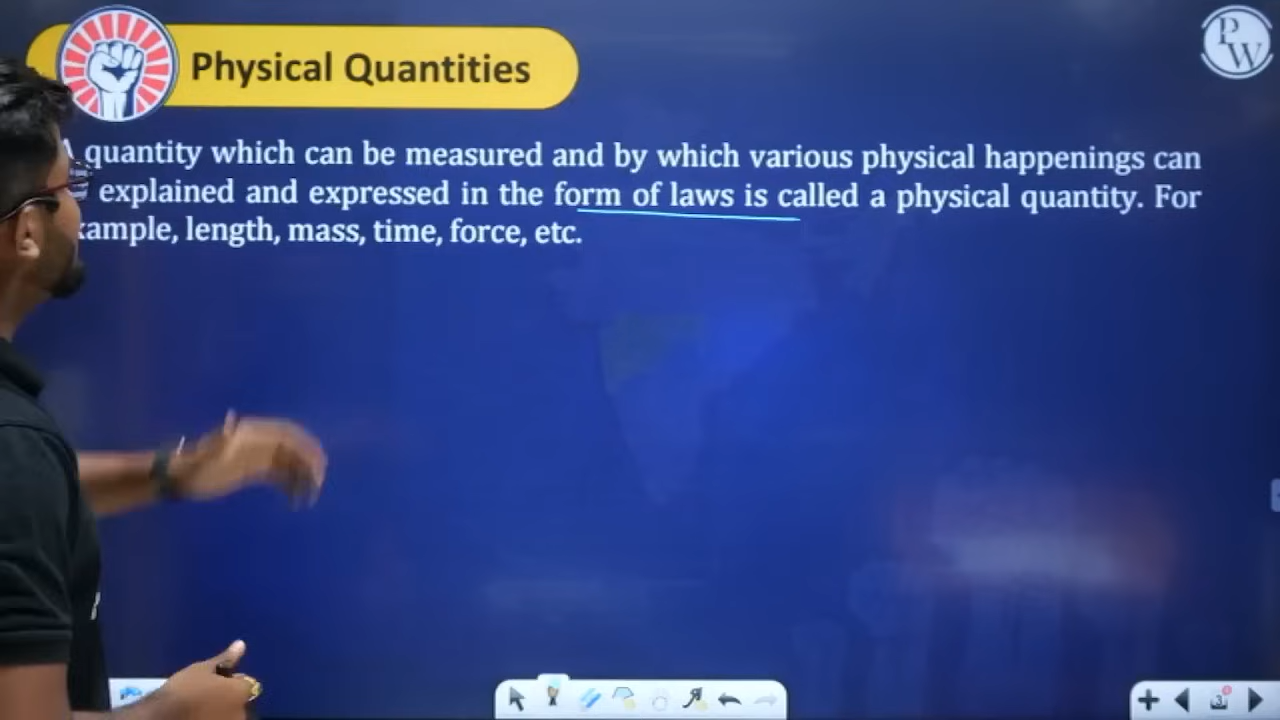 Physical Quantities
PW
A quantity which can be measured and by which various physical happenings can
explained and expressed in the form of laws is called a physical quantity. For
ample, length, mass, time, force, etc.